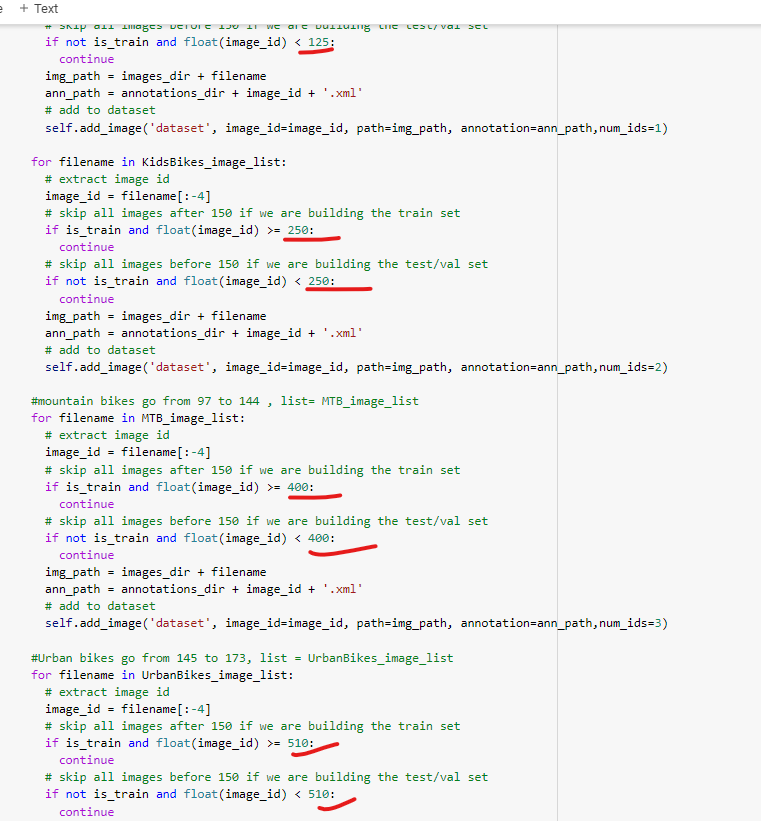 + Text
# skip all images before 150 if we are building the test/val set
if not is_train and float(image_id) < 125:
continue
img_path = images_dir + filename
ann_path = annotations_dir + image_id + '.xml'
# add to dataset
self.add_image('dataset', image_id=image_id, path=img_path, annotation=ann_path,num_ids=1)
for filename in KidsBikes_image_list:
# extract image id
image_id = filename[:-4]
# skip all images after 150 if we are building the train set
if is_train and float(image_id) >= 250:
continue
# skip all images before 150 if we are building the test/val set
if not is_train and float(image_id) < 250:
continue
img_path = images_dir + filename
ann_path = annotations_dir + image_id + '.xml'
# add to dataset
self.add_image('dataset', image_id=image_id, path=img_path, annotation=ann_path,num_ids=2)
#mountain bikes go from 97 to 144 , list= MTB_image_list
for filename in MTB_image_list:
# extract image id
image_id = filename[:-4]
# skip all images after 150 if we are building the train set
if is_train and float(image_id) >= 400:
continue
# skip all images before 150 if we are building the test/val set
if not is_train and float(image_id) < 400:
continue
img_path = images_dir + filename
ann_path = annotations_dir + image_id + '.xml'
# add to dataset
self.add_image('dataset', image_id=image_id, path=img_path, annotation=ann_path,num_ids=3)
#Urban bikes go from 145 to 173, list = UrbanBikes_image_list
for filename in UrbanBikes_image_list:
# extract image id
image_id = filename[:-4]
# skip all images after 150 if we are building the train set
if is_train and float(image_id) >= 510:
continue
# skip all images before 150 if we are building the test/val set
if not is_train and float(image_id) < 510:
continue